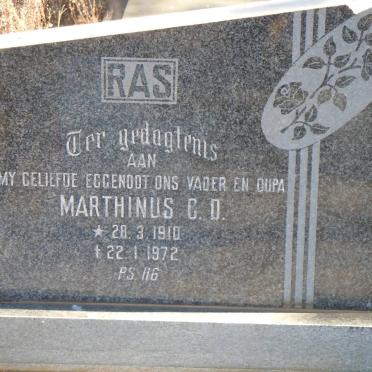 RAS
Ter gedagtenis
AAN
MY GELIEFDE EGGENOOT ONS VADER EN OUPA
MARTHINUS C. D.
* 28. 3. 1910
† 22. 1. 1972
PS. 116